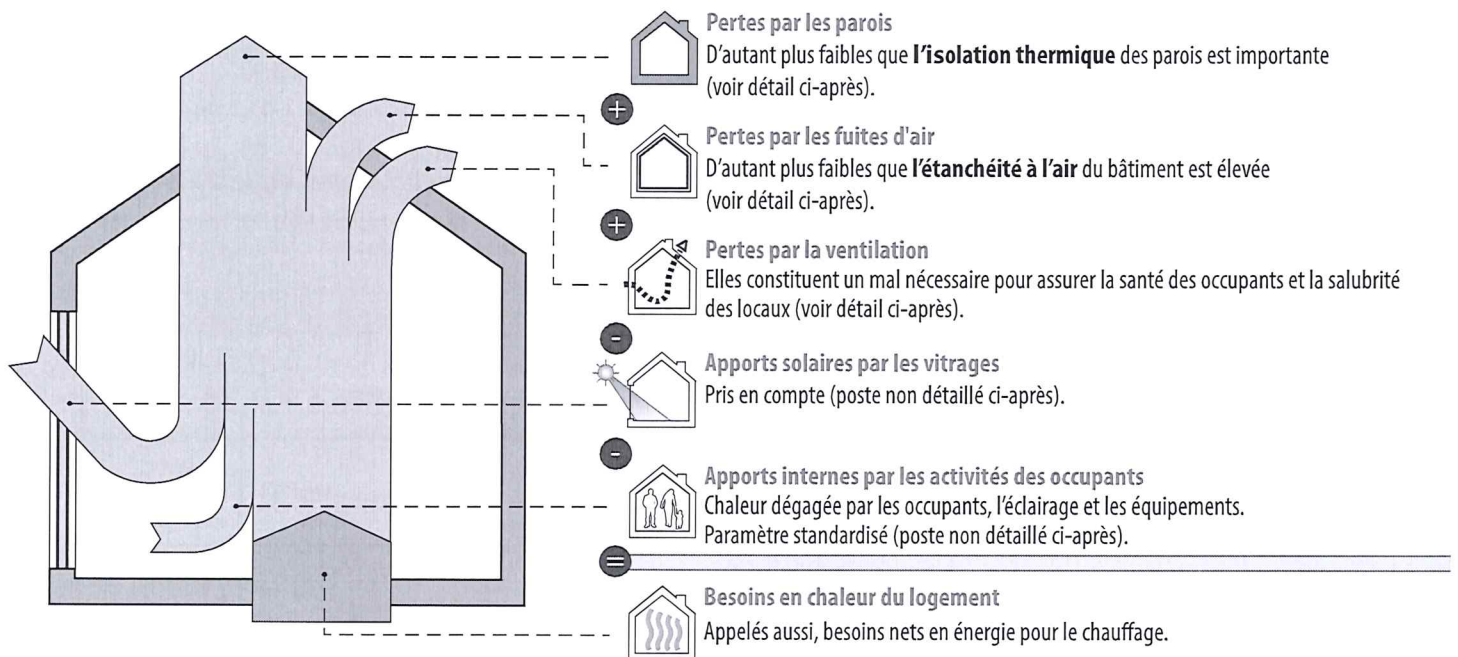 Pertes par les parois
D'autant plus faibles que l'isolation thermique des parois est importante
(voir détail ci-après).
+
Pertes par les fuites d'air
D'autant plus faibles que l'étanchéité à l'air du bâtiment est élevée
(voir détail ci-après).
+
Pertes par la ventilation
Elles constituent un mal nécessaire pour assurer la santé des occupants et la salubrité
des locaux (voir détail ci-après).
-
Apports solaires par les vitrages
Pris en compte (poste non détaillé ci-après).
-
Apports internes par les activités des occupants
Chaleur dégagée par les occupants, l'éclairage et les équipements.
Paramètre standardisé (poste non détaillé ci-après).
=
Besoins en chaleur du logement
Appelés aussi, besoins nets en énergie pour le chauffage.